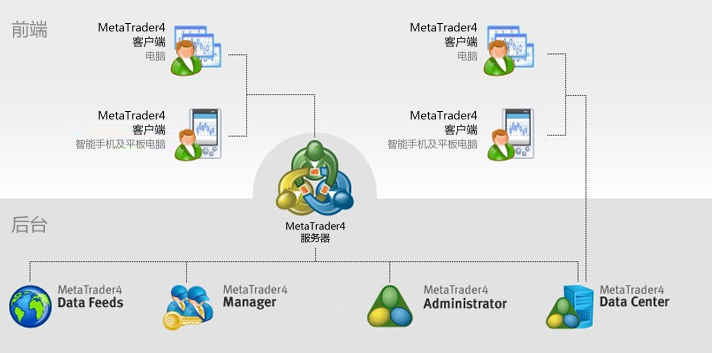 前端
MetaTrader4
客户端
电脑
MetaTrader4
客户端
电脑
MetaTrader4
客户端
智能手机及平板电脑
MetaTrader4
客户端
智能手机及平板电脑
后台
MetaTrader4
服务器
MetaTrader4
Data Feeds
MetaTrader4
Manager
MetaTrader4
Administrator
MetaTrader4
Data Center